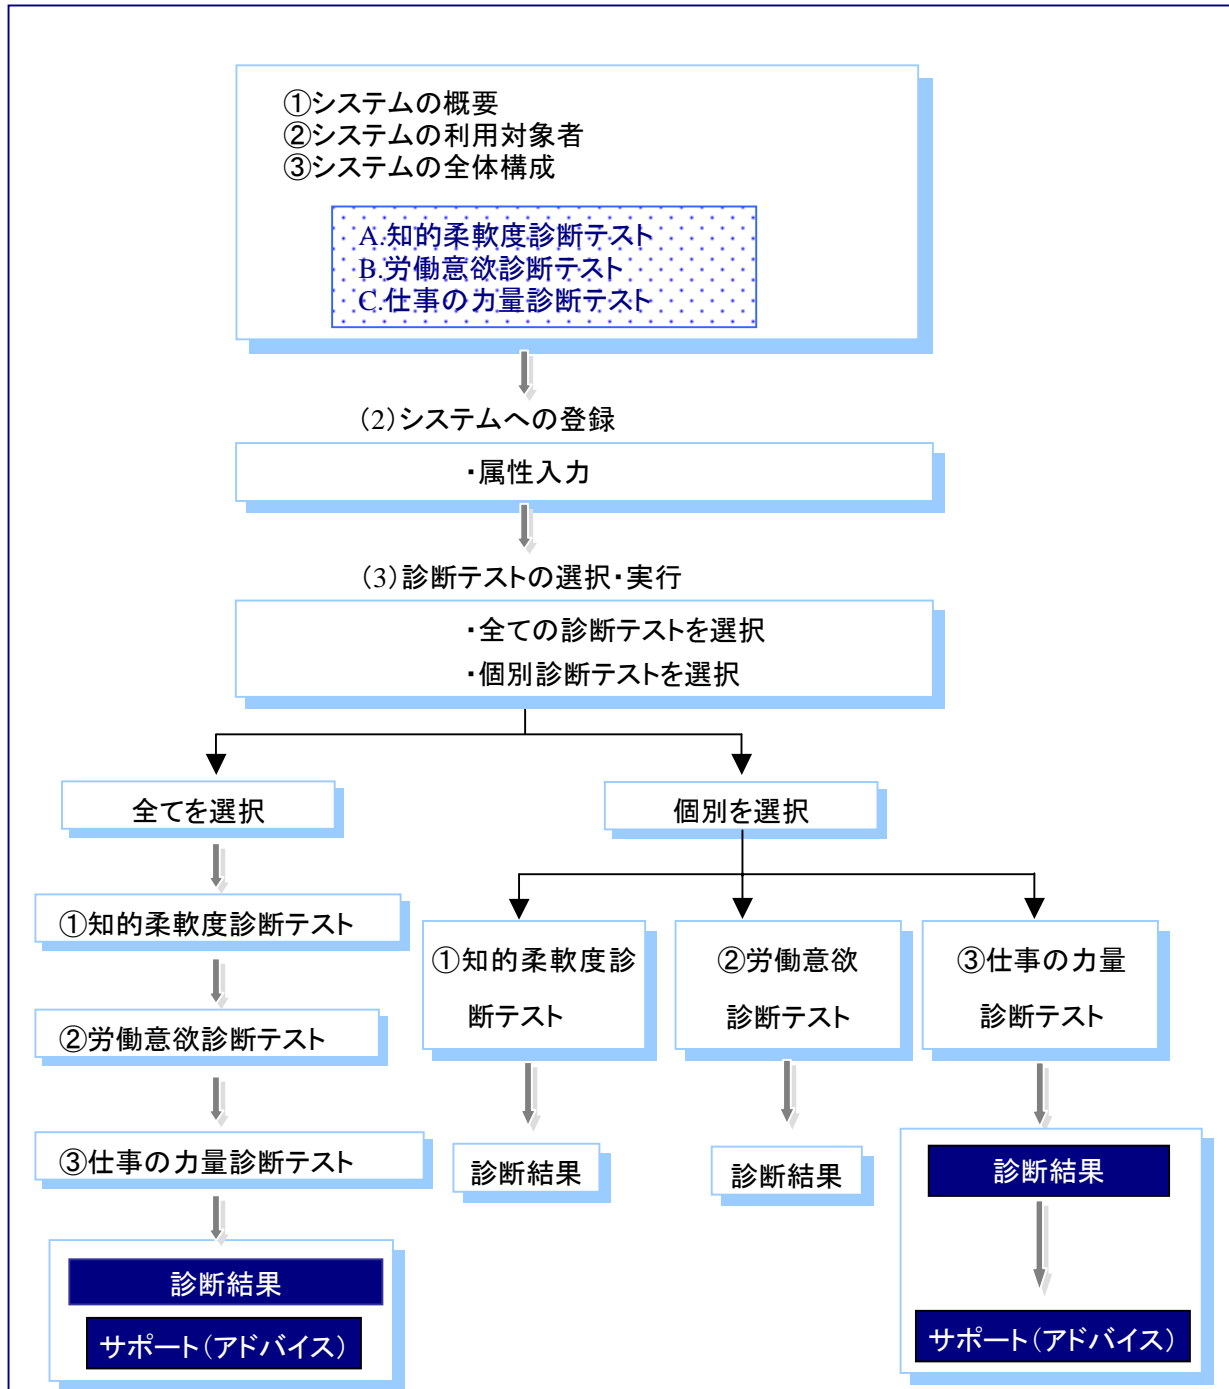 ①システムの概要
②システムの利用対象者
③システムの全体構成
A.知的柔軟度診断テスト
B.労働意欲診断テスト
C.仕事の力量診断テスト
(2)システムへの登録
・属性入力
(3)診断テストの選択・実行
・全ての診断テストを選択
・個別診断テストを選択
全てを選択
個別を選択
①知的柔軟度診断テスト
②労働意欲診断テスト
③仕事の力量診断テスト
診断結果
サポート(アドバイス)
①知的柔軟度診
断テスト
診断結果
②労働意欲
診断テスト
診断結果
③仕事の力量
診断テスト
診断結果
サポート(アドバイス)